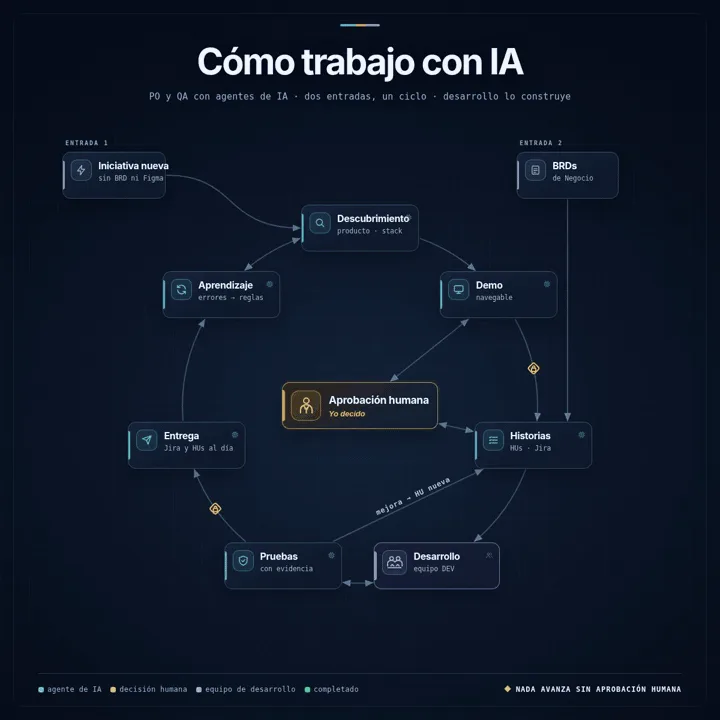 Cómo trabajo con IA
PO y QA con agentes de IA · dos entradas, un ciclo · desarrollo lo construye
ENTRADA 1
Iniciativa nueva
sin BRD ni Figma
ENTRADA 2
BRDs
de Negocio
Descubrimiento
producto · stack
Aprendizaje
errores → reglas
Demo
navegable
Aprobación humana
Yo decido
Entrega
Jira y HUs al día
Historias
HUs · Jira
mejora → HU nueva
Pruebas
con evidencia
Desarrollo
equipo DEV
agente de IA
decisión humana
equipo de desarrollo
completado
NADA AVANZA SIN APROBACIÓN HUMANA